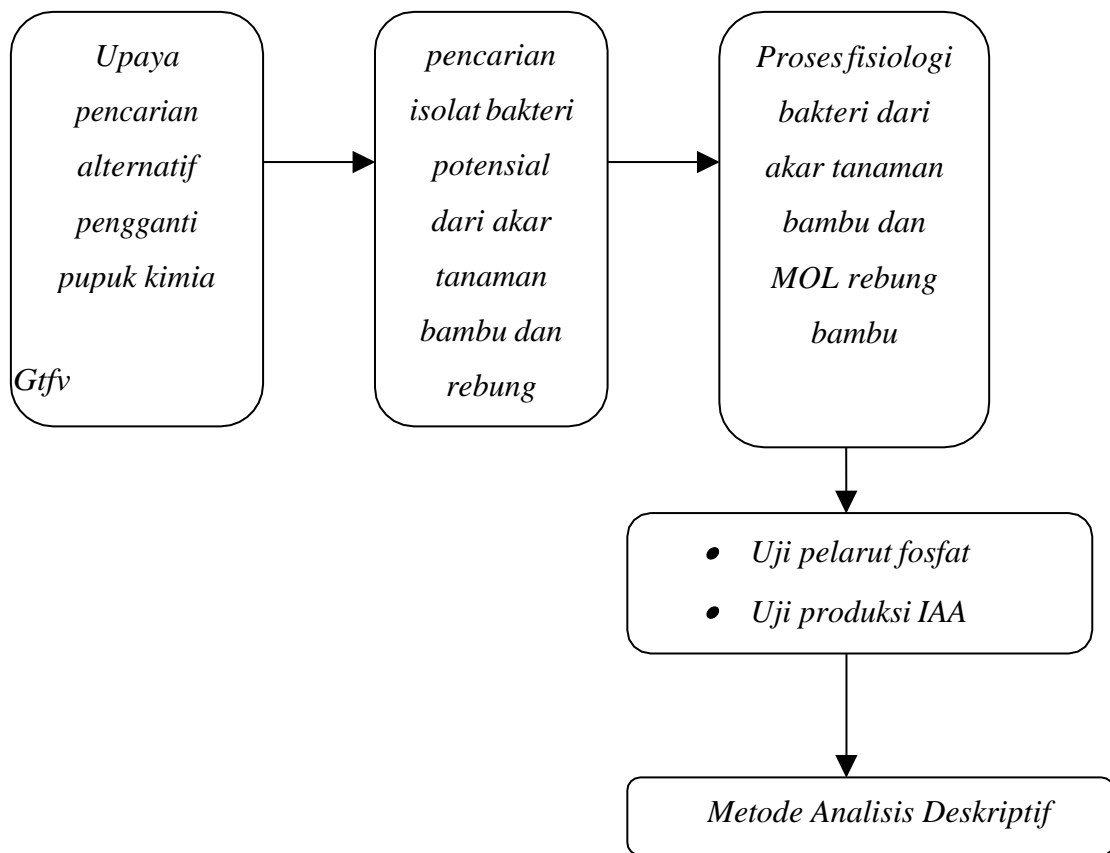 Upaya
pencarian
alternatif
pengganti
pupuk kimia
Gtfv
pencarian
isolat bakteri
potensial
dari akar
tanaman
bambu dan
rebung
Proses fisiologi
bakteri dari
akar tanaman
bambu dan
MOL rebung
bambu
• Uji pelarut fosfat
• Uji produksi IAA
Metode Analisis Deskriptif